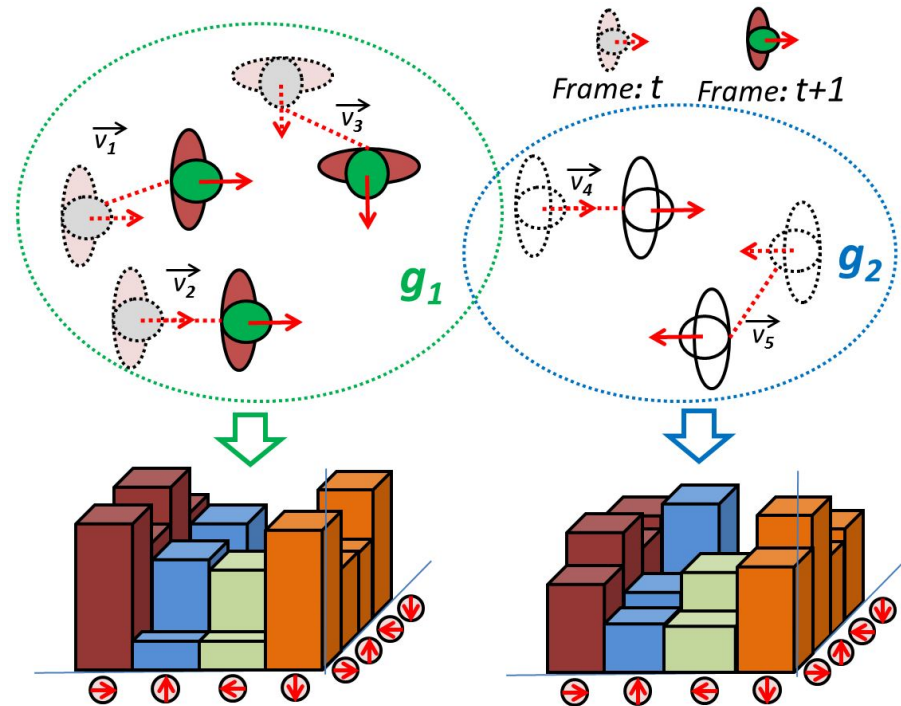 Frame: t
Frame: t+1
v₁
v₃
v₂
g₁
v₄
v₅
g₂